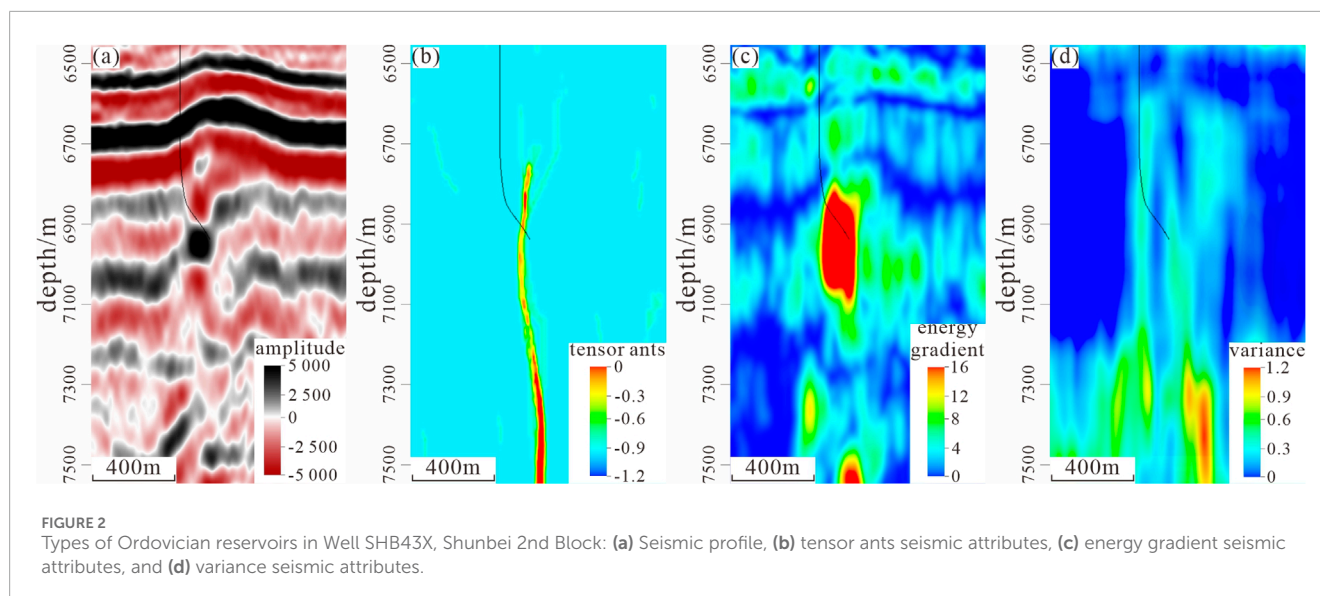 (a)
6500
6700
6900
7100
7300
7500
depth/m
amplitude
5 000
2 500
0
-2 500
-5 000
400m
(b)
6500
6700
6900
7100
7300
7500
depth/m
tensor ants
0
-0.3
-0.6
-0.9
-1.2
400m
(c)
6500
6700
6900
7100
7300
7500
depth/m
energy
gradient
16
12
8
4
0
400m
(d)
6500
6700
6900
7100
7300
7500
depth/m
variance
1.2
0.9
0.6
0.3
0
400m
FIGURE 2
Types of Ordovician reservoirs in Well SHB43X, Shunbei 2nd Block: (a) Seismic profile, (b) tensor ants seismic attributes, (c) energy gradient seismic
attributes, and (d) variance seismic attributes.